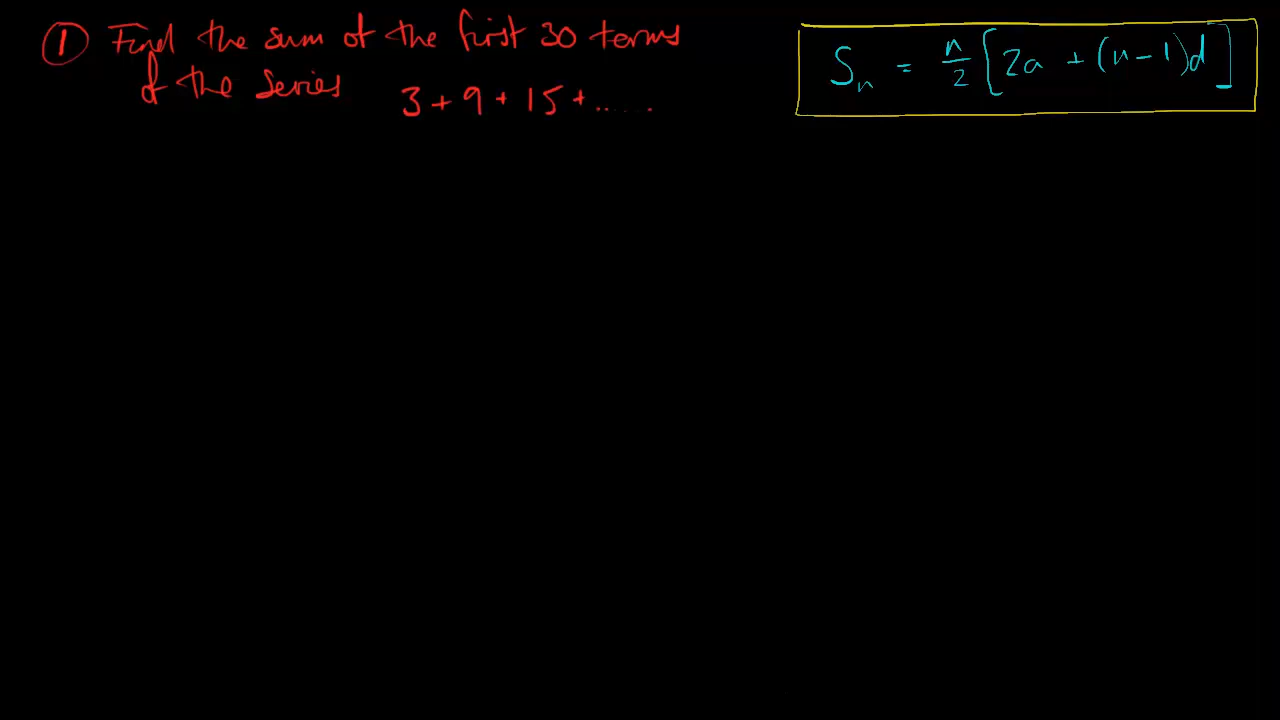 ① Find the sum of the first 30 terms
of the series 3 + 9 + 15 + .......
Sₙ = n/2 [2a + (n - 1)d]